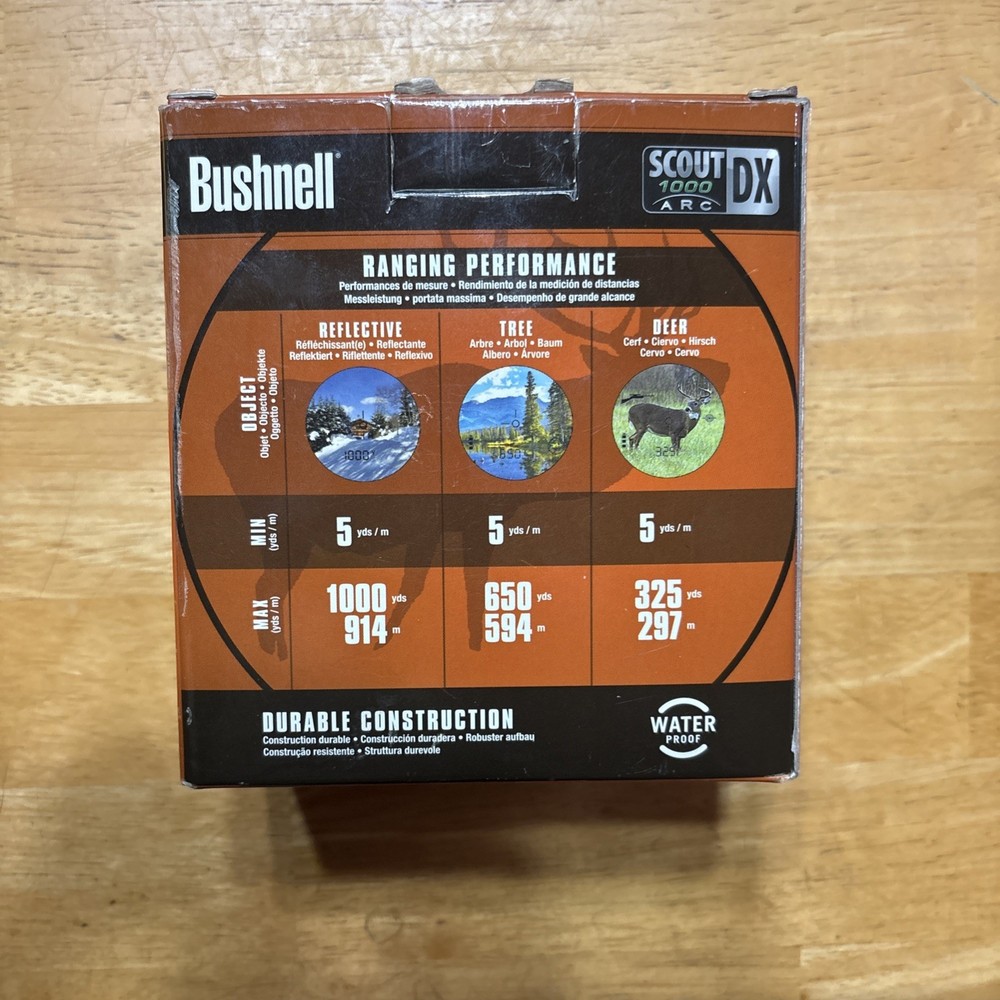 Bushnell®
SCOUT DX
1000
ARC
RANGING PERFORMANCE
Performances de mesure • Rendimiento de la medición de distancias
Messleistung • portata massima • Desempenho de grande alcance
REFLECTIVE
Réfléchissant(e) • Reflectante
Reflektiert • Riflettente • Reflexivo
TREE
Arbre • Arbol • Baum
Albero • Árvore
DEER
Cerf • Ciervo • Hirsch
Cervo • Cervo
OBJECT
Objet • Objecto • Objekte
Oggetto • Objeto
MIN
(yds / m)
5 yds / m
5 yds / m
5 yds / m
MAX
(yds / m)
1000 yds
914 m
650 yds
594 m
325 yds
297 m
DURABLE CONSTRUCTION
Construction durable • Construcción duradera • Robuster aufbau
Construção resistente • Struttura durevole
WATER
PROOF